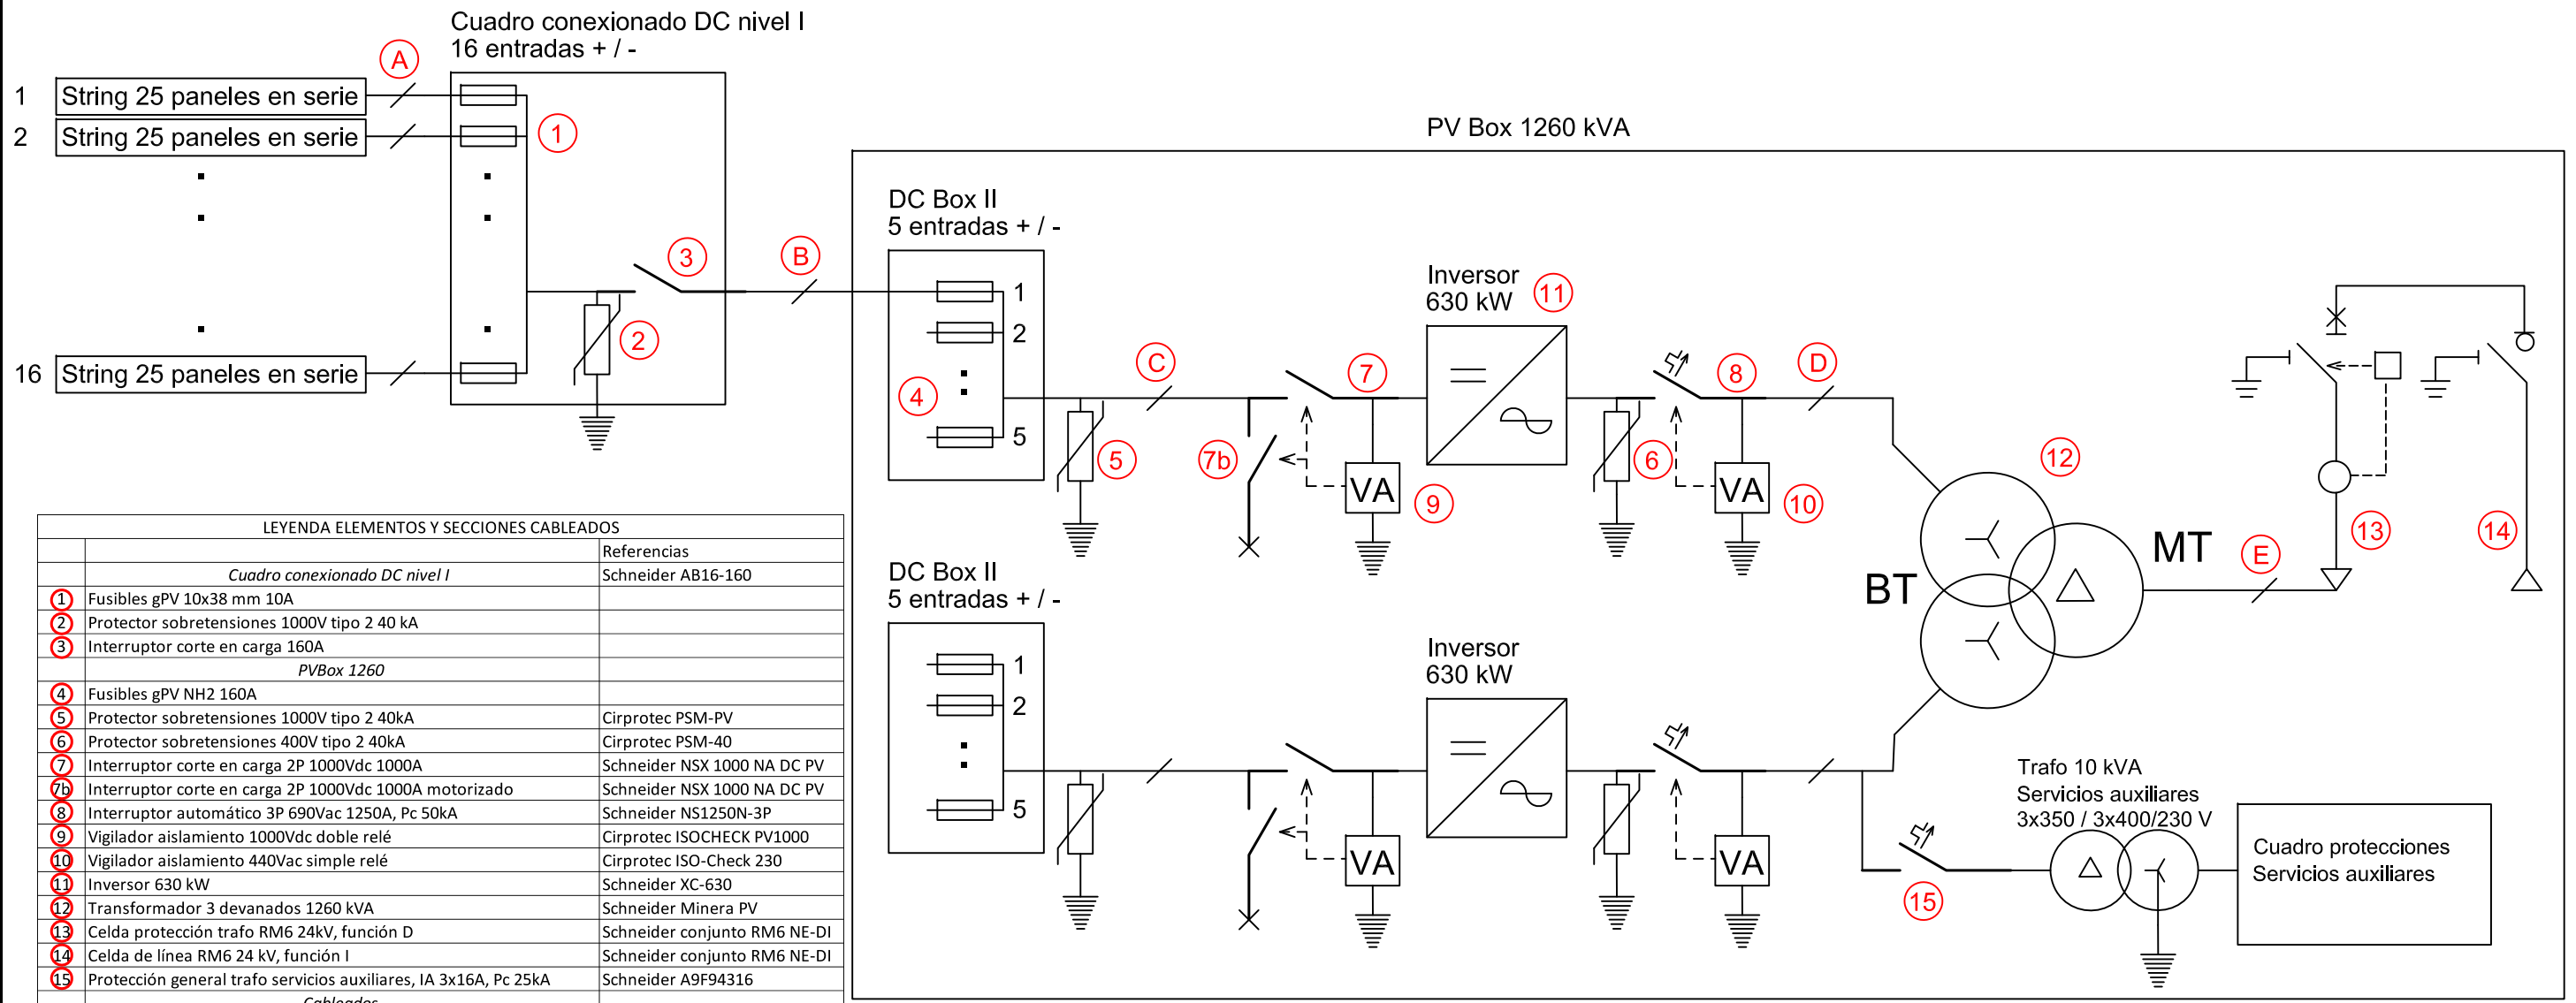 Cuadro conexionado DC nivel I
16 entradas + / -
A
1 String 25 paneles en serie
2 String 25 paneles en serie
1
16 String 25 paneles en serie
2
3
B
PV Box 1260 kVA
DC Box II
5 entradas + / -
1
2
4
5
5
C
7
7b
VA
9
Inversor
630 kW
11
6
8
VA
10
D
12
BT
MT
E
13
14
DC Box II
5 entradas + / -
1
2
5
VA
Inversor
630 kW
VA
15
Trafo 10 kVA
Servicios auxiliares
3x350 / 3x400/230 V
Cuadro protecciones
Servicios auxiliares
LEYENDA ELEMENTOS Y SECCIONES CABLEADOS
Referencias
Cuadro conexionado DC nivel I Schneider AB16-160
1 Fusibles gPV 10x38 mm 10A
2 Protector sobretensiones 1000V tipo 2 40 kA
3 Interruptor corte en carga 160A
PVBox 1260
4 Fusibles gPV NH2 160A
5 Protector sobretensiones 1000V tipo 2 40kA Cirprotec PSM-PV
6 Protector sobretensiones 400V tipo 2 40kA Cirprotec PSM-40
7 Interruptor corte en carga 2P 1000Vdc 1000A Schneider NSX 1000 NA DC PV
7b Interruptor corte en carga 2P 1000Vdc 1000A motorizado Schneider NSX 1000 NA DC PV
8 Interruptor automático 3P 690Vac 1250A, Pc 50kA Schneider NS1250N-3P
9 Vigilador aislamiento 1000Vdc doble relé Cirprotec ISOCHECK PV1000
10 Vigilador aislamiento 440Vac simple relé Cirprotec ISO-Check 230
11 Inversor 630 kW Schneider XC-630
12 Transformador 3 devanados 1260 kVA Schneider Minera PV
13 Celda protección trafo RM6 24kV, función D Schneider conjunto RM6 NE-DI
14 Celda de línea RM6 24 kV, función I Schneider conjunto RM6 NE-DI
15 Protección general trafo servicios auxiliares, IA 3x16A, Pc 25kA Schneider A9F94316
Cableados